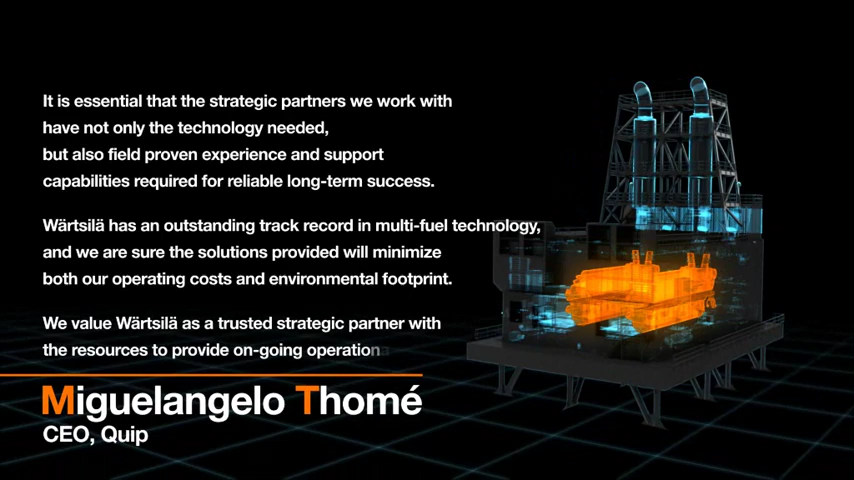 It is essential that the strategic partners we work with
have not only the technology needed,
but also field proven experience and support
capabilities required for reliable long-term success.
Wärtsilä has an outstanding track record in multi-fuel technology,
and we are sure the solutions provided will minimize
both our operating costs and environmental footprint.
We value Wärtsilä as a trusted strategic partner with
the resources to provide on-going operationa
Miguelangelo Thomé
CEO, Quip